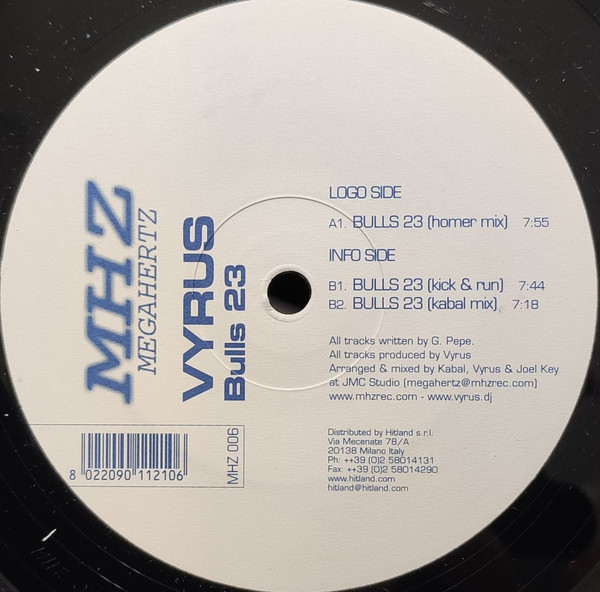 MHZ
MEGAHERTZ
VYRUS
Bulls 23
LOGO SIDE
A1. BULLS 23 (homer mix) 7:55
INFO SIDE
B1. BULLS 23 (kick & run) 7:44
B2. BULLS 23 (kabal mix) 7:18
All tracks written by G. Pepe.
All tracks produced by Vyrus
Arranged & mixed by Kabal, Vyrus & Joel Key
at JMC Studio (megahertz@mhzrec.com)
www.mhzrec.com - www.vyrus.dj
Distributed by Hitland s.r.l.
Via Mecenate 78/A
20138 Milano Italy
Ph: ++39 (0)2 58014131
Fax: ++39 (0)2 58014290
www.hitland.com
hitland@hitland.com
8 022090 112106
MHZ 006